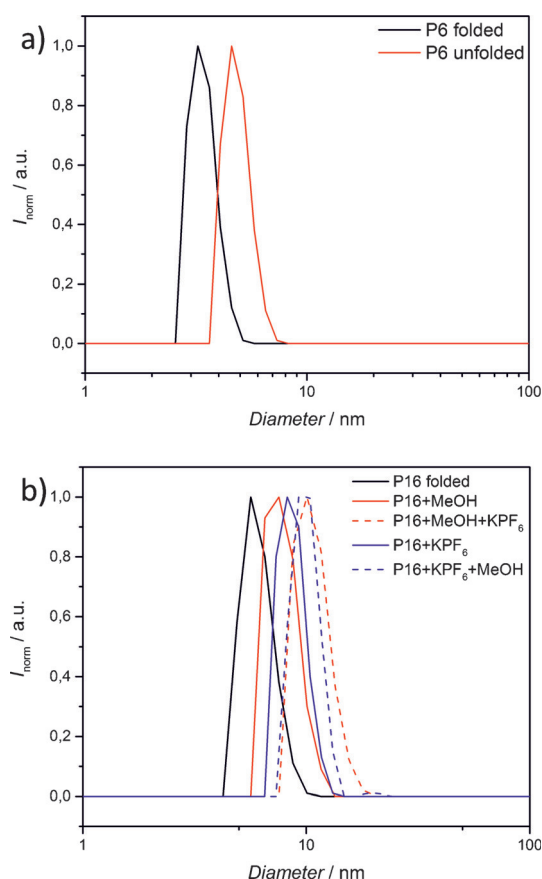 a)
P6 folded
P6 unfolded
1,0
0,8
0,6
0,4
0,2
0,0
I_norm / a.u.
1
10
100
Diameter / nm
b)
P16 folded
P16+MeOH
P16+MeOH+KPF₆
P16+KPF₆
P16+KPF₆+MeOH
1,0
0,8
0,6
0,4
0,2
0,0
I_norm / a.u.
1
10
100
Diameter / nm